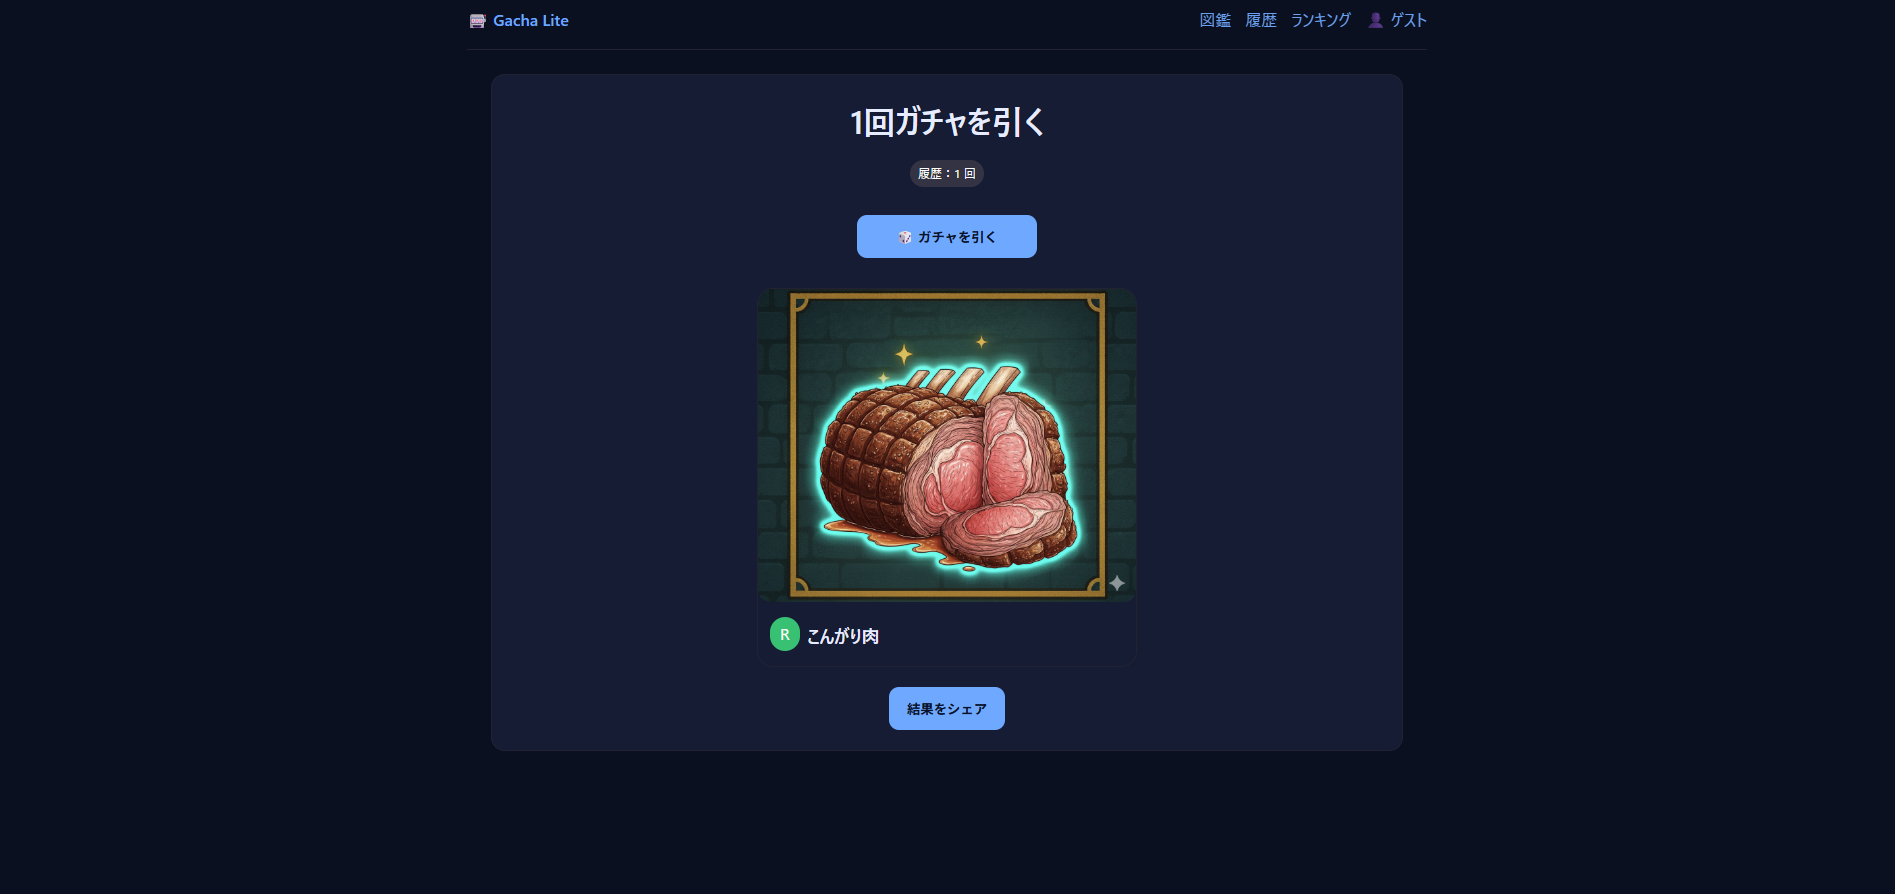 Gacha Lite
図鑑 履歴 ランキング ゲスト
1回ガチャを引く
履歴：1 回
ガチャを引く
R こんがり肉
結果をシェア